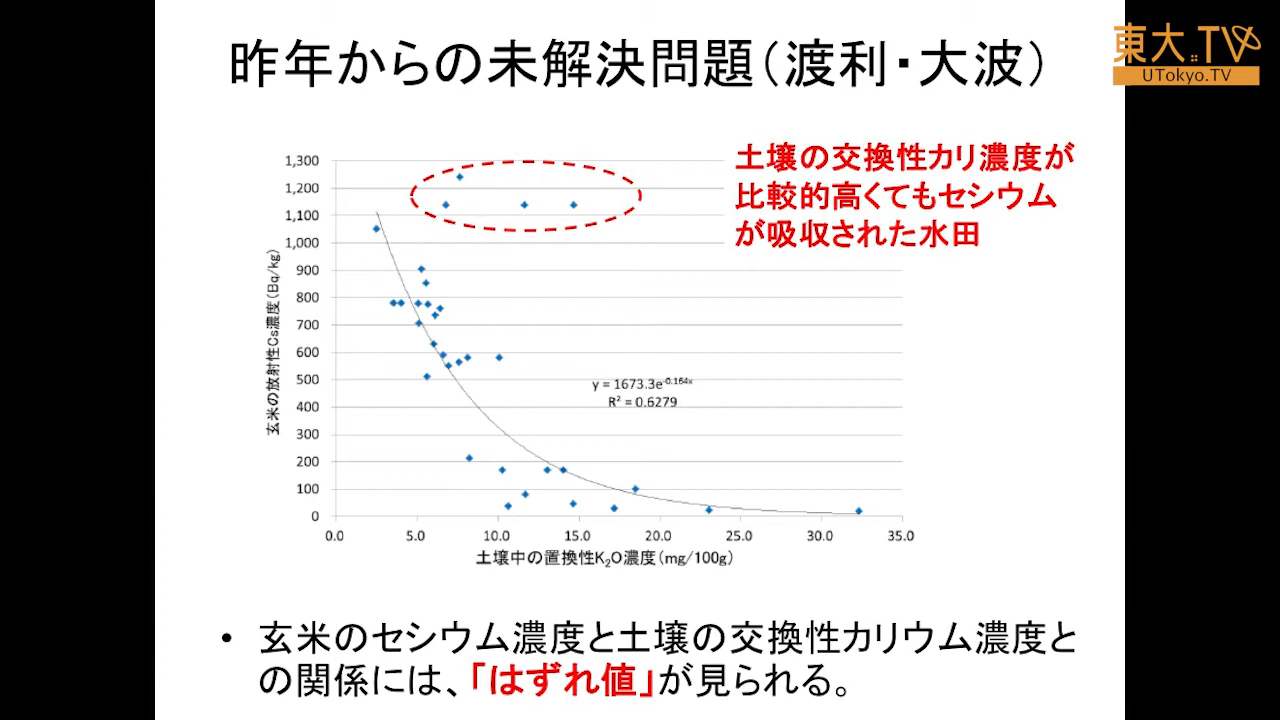 昨年からの未解決問題（渡利・大波）
東大.TV
UTokyo.TV
土壌の交換性カリ濃度が
比較的高くてもセシウム
が吸収された水田
玄米の放射性Cs濃度（Bq/kg）
1,300
1,200
1,100
1,000
900
800
700
600
500
400
300
200
100
0
y = 1673.3e^-0.164x
R² = 0.6279
0.0 5.0 10.0 15.0 20.0 25.0 30.0 35.0
土壌中の置換性K₂O濃度（mg/100g）
• 玄米のセシウム濃度と土壌の交換性カリウム濃度と
の関係には、「はずれ値」が見られる。